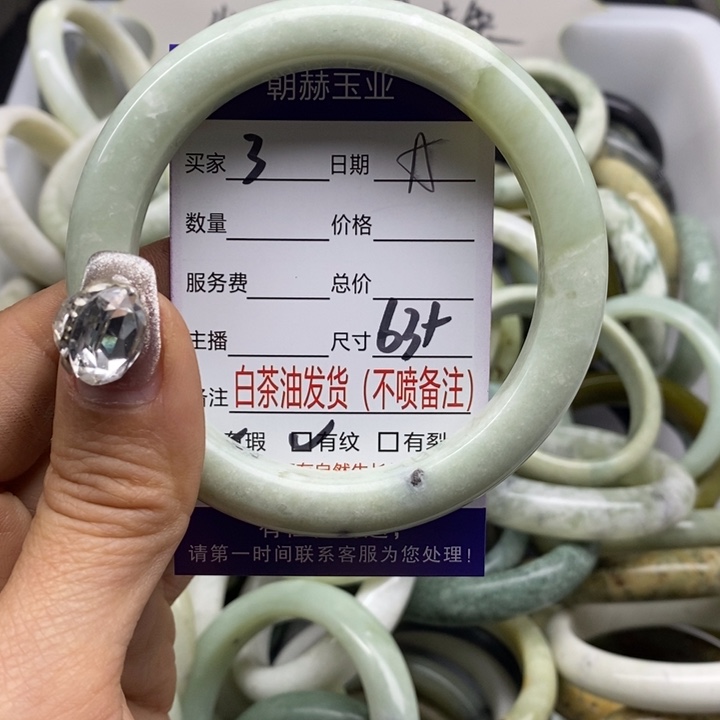 朝赫玉业
买家 3 日期 A
数量 价格
服务费 总价
主播 尺寸 63+
备注 白茶油发货（不喷备注）
有瑕 ☑有纹 □有裂
请第一时间联系客服为您处理！